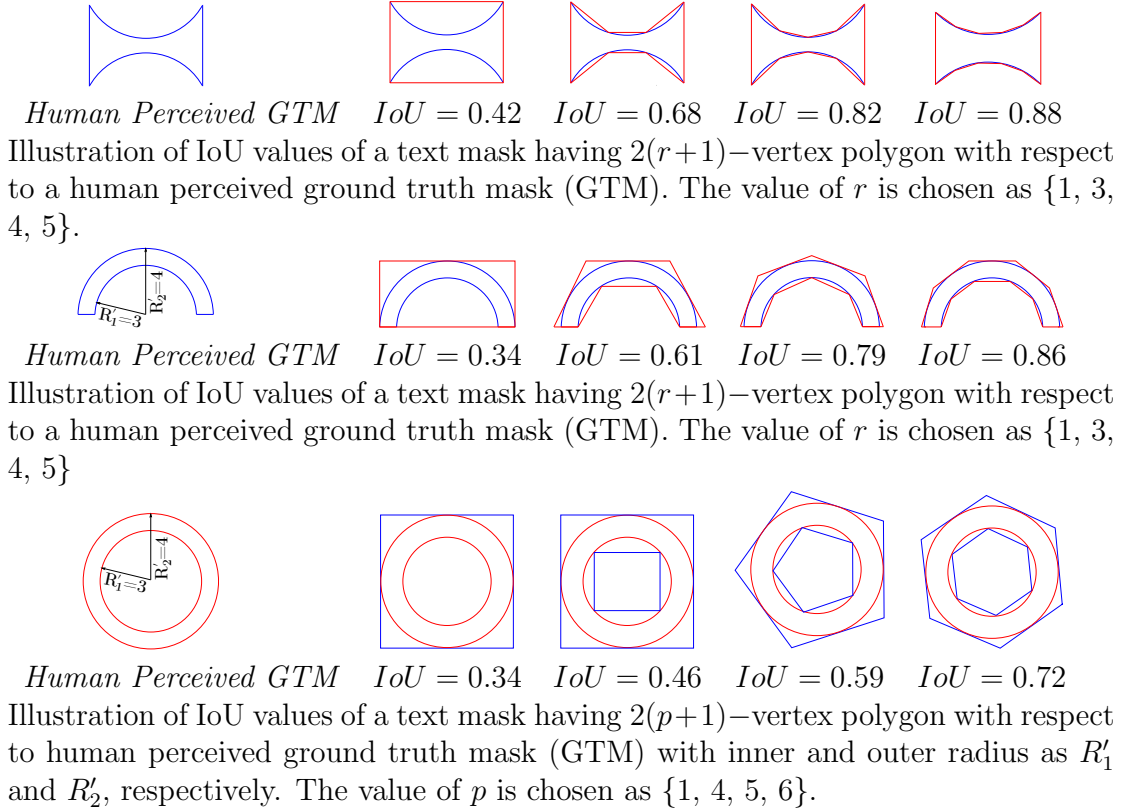 Human Perceived GTM IoU = 0.42 IoU = 0.68 IoU = 0.82 IoU = 0.88
Illustration of IoU values of a text mask having 2(r+1)−vertex polygon with respect
to a human perceived ground truth mask (GTM). The value of r is chosen as {1, 3,
4, 5}.
R′2=4
R′1=3
Human Perceived GTM IoU = 0.34 IoU = 0.61 IoU = 0.79 IoU = 0.86
Illustration of IoU values of a text mask having 2(r+1)−vertex polygon with respect
to a human perceived ground truth mask (GTM). The value of r is chosen as {1, 3,
4, 5}
R′2=4
R′1=3
Human Perceived GTM IoU = 0.34 IoU = 0.46 IoU = 0.59 IoU = 0.72
Illustration of IoU values of a text mask having 2(p+1)−vertex polygon with respect
to human perceived ground truth mask (GTM) with inner and outer radius as R′1
and R′2, respectively. The value of p is chosen as {1, 4, 5, 6}.